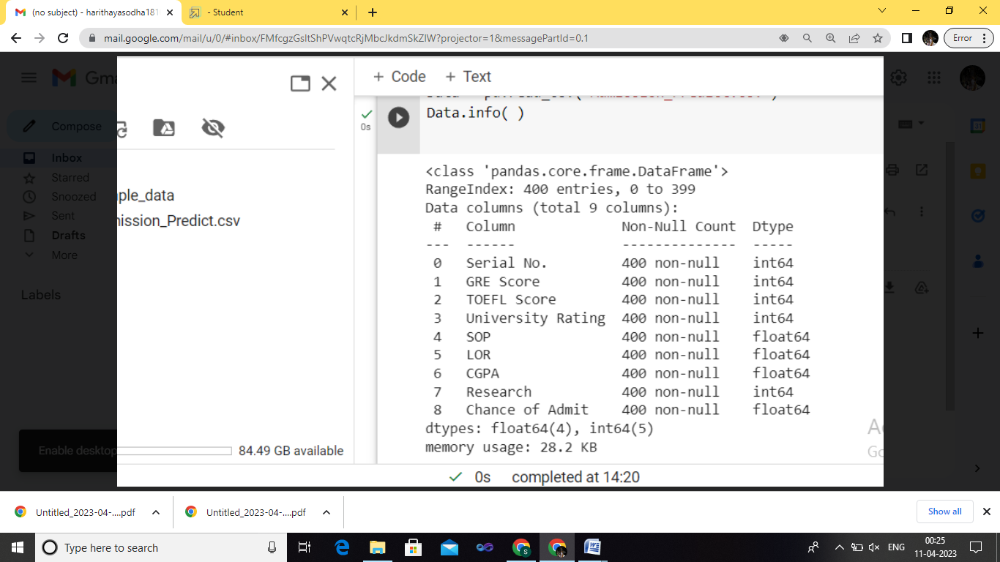 (no subject) - harithayasodha181
- Student
mail.google.com/mail/u/0/#inbox/FMfcgzGsltShPVwqtcRjMbcJkdmSkZlW?projector=1&messagePartId=0.1
Error
Gma
Compose
Inbox
Starred
Snoozed
Sent
Drafts
More
Labels
Enable desktop
ple_data
ission_Predict.csv
84.49 GB available
+ Code + Text
Data.info( )
0s
<class 'pandas.core.frame.DataFrame'>
RangeIndex: 400 entries, 0 to 399
Data columns (total 9 columns):
# Column Non-Null Count Dtype
--- ------ -------------- -----
0 Serial No. 400 non-null int64
1 GRE Score 400 non-null int64
2 TOEFL Score 400 non-null int64
3 University Rating 400 non-null int64
4 SOP 400 non-null float64
5 LOR 400 non-null float64
6 CGPA 400 non-null float64
7 Research 400 non-null int64
8 Chance of Admit 400 non-null float64
dtypes: float64(4), int64(5)
memory usage: 28.2 KB
Go
0s completed at 14:20
Untitled_2023-04-....pdf
Untitled_2023-04-....pdf
Show all
Type here to search
ENG
00:25
11-04-2023